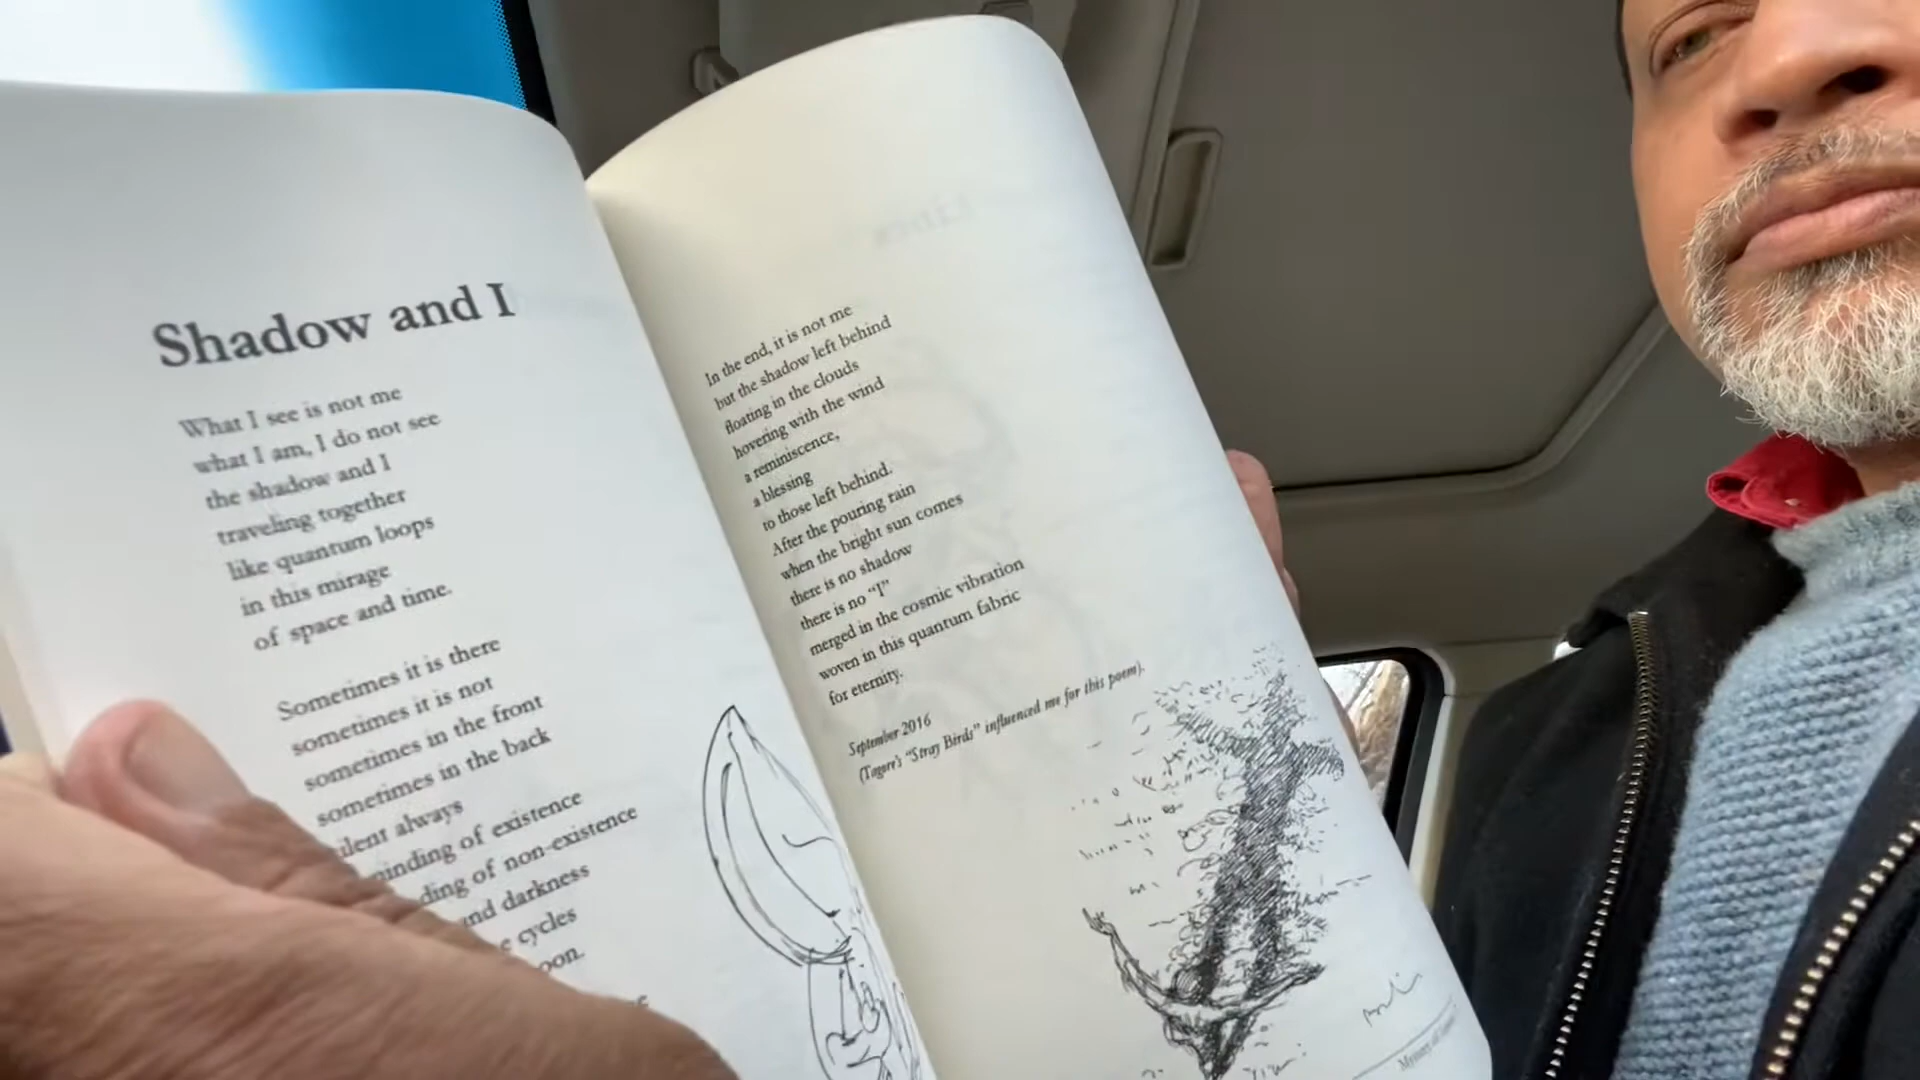 Shadow and I
What I see is not me
what I am, I do not see
the shadow and I
traveling together
like quantum loops
in this mirage
of space and time.
Sometimes it is there
sometimes it is not
sometimes in the front
sometimes in the back
ilent always
inding of existence
ding of non-existence
nd darkness
e cycles
oon.
In the end, it is not me
but the shadow left behind
floating in the clouds
hovering with the wind
a reminiscence,
a blessing
to those left behind.
After the pouring rain
when the bright sun comes
there is no shadow
there is no "I"
merged in the cosmic vibration
woven in this quantum fabric
for eternity.
September 2016
(Tagore's "Stray Birds" influenced me for this poem).